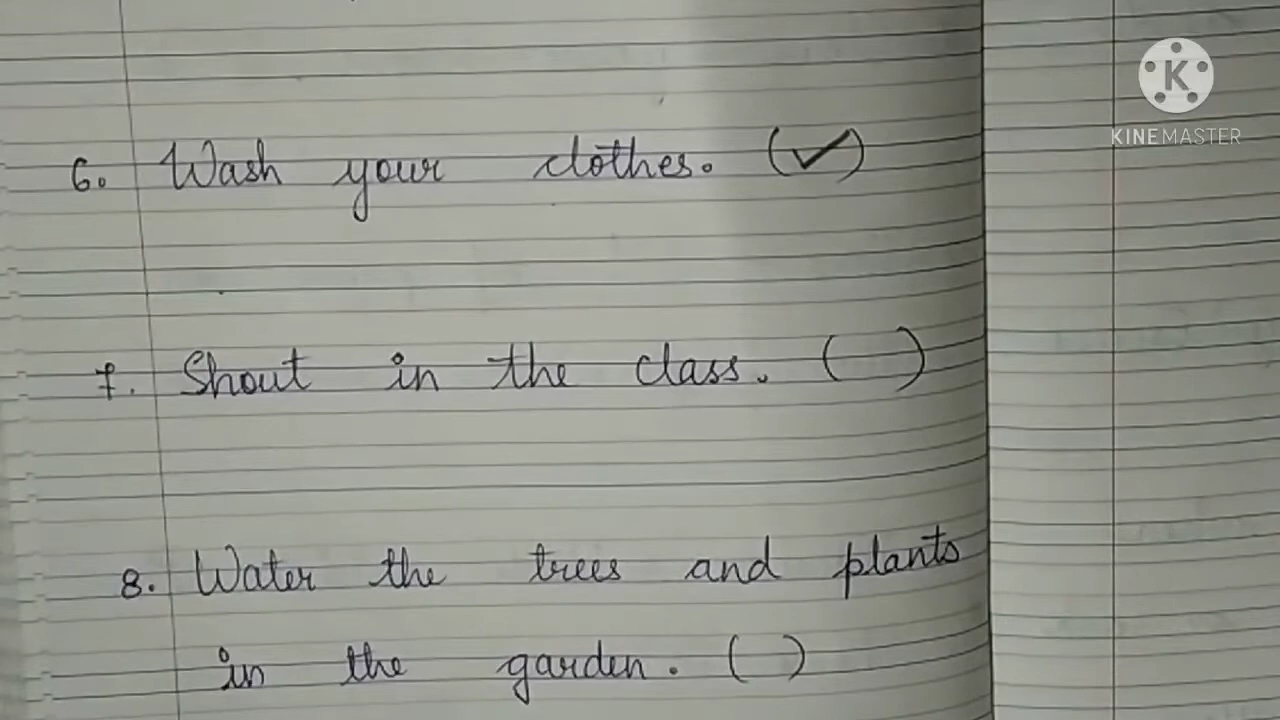 6. Wash your clothes. (✓)
7. Shout in the class. ( )
8. Water the trees and plants
in the garden. ( )
K
KINEMASTER